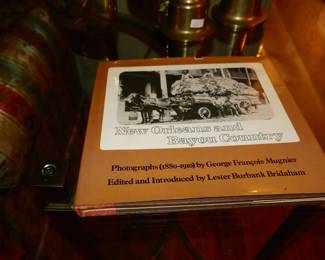 New Orleans and
Bayou Country
Photographs (1880-1910) by George François Mugnier
Edited and Introduced by Lester Burbank Bridaham